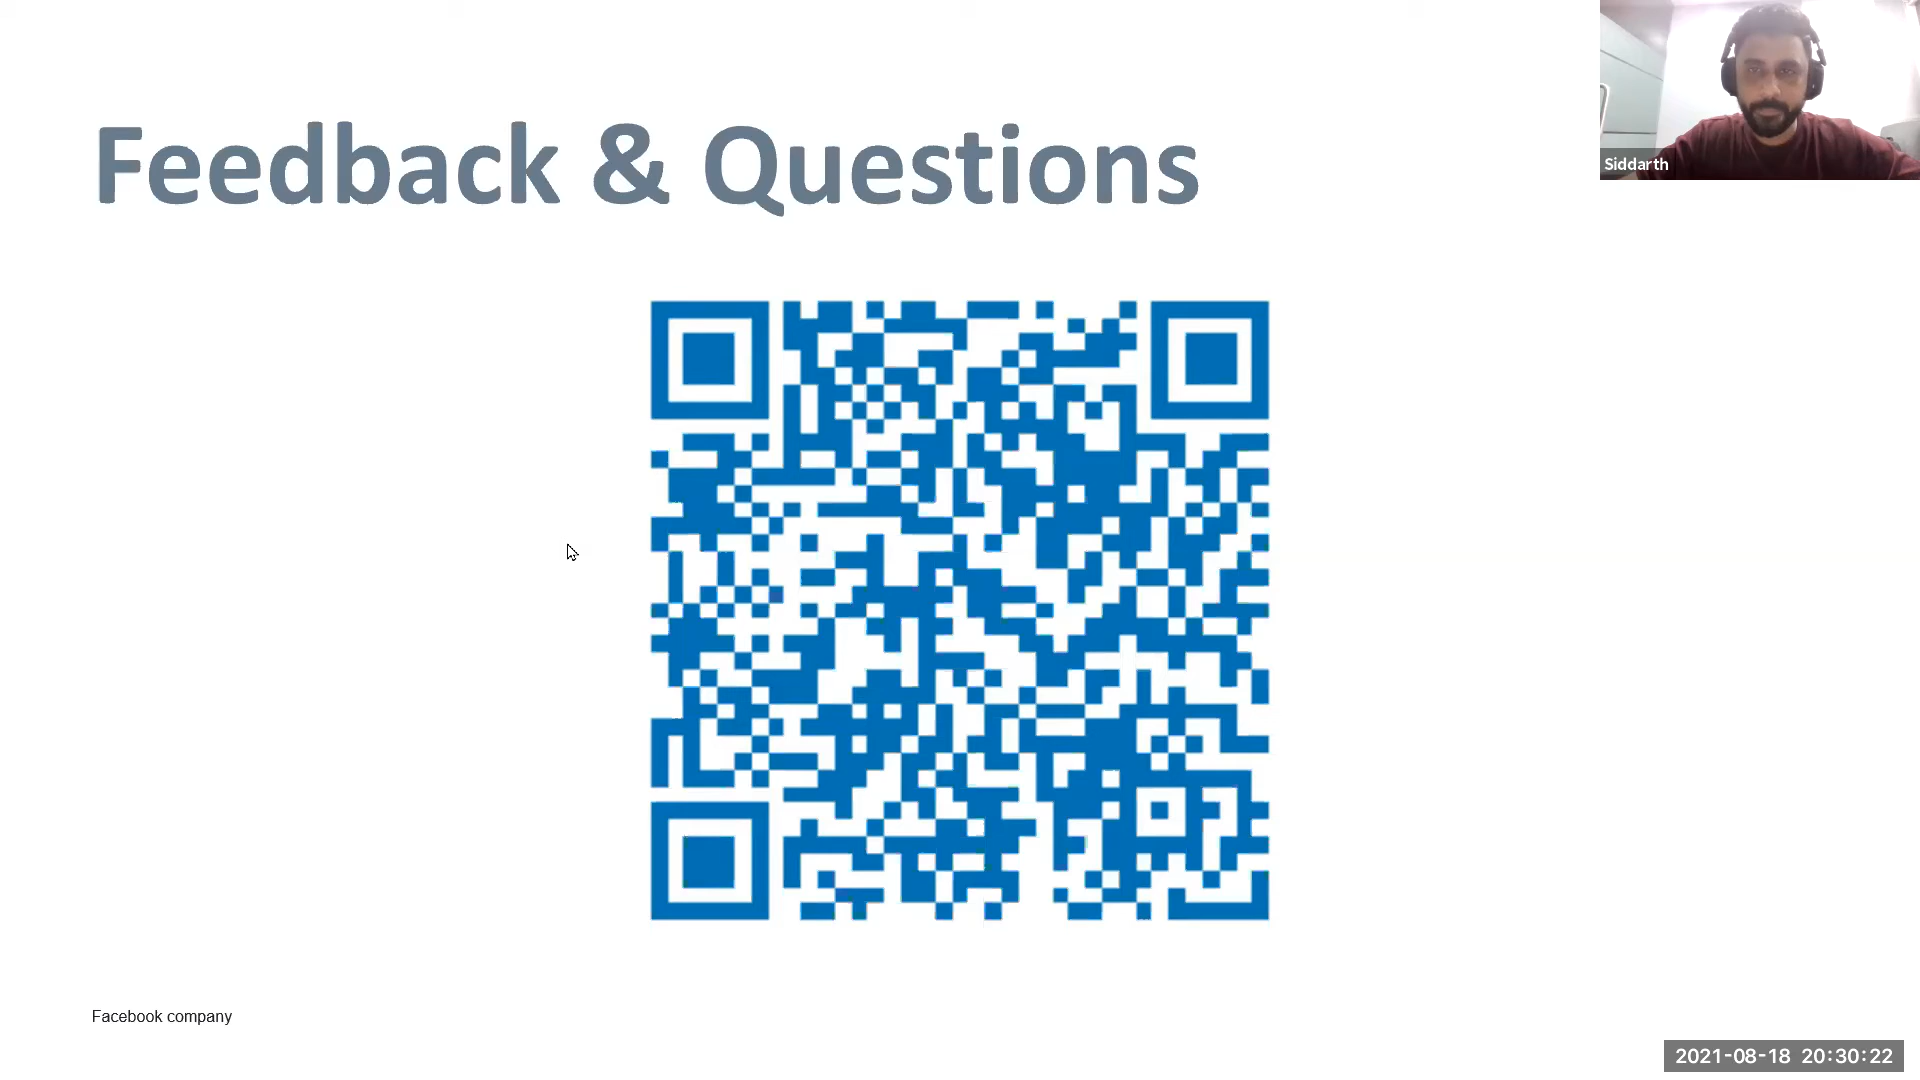 Feedback & Questions
Siddarth
Facebook company
2021-08-18 20:30:22